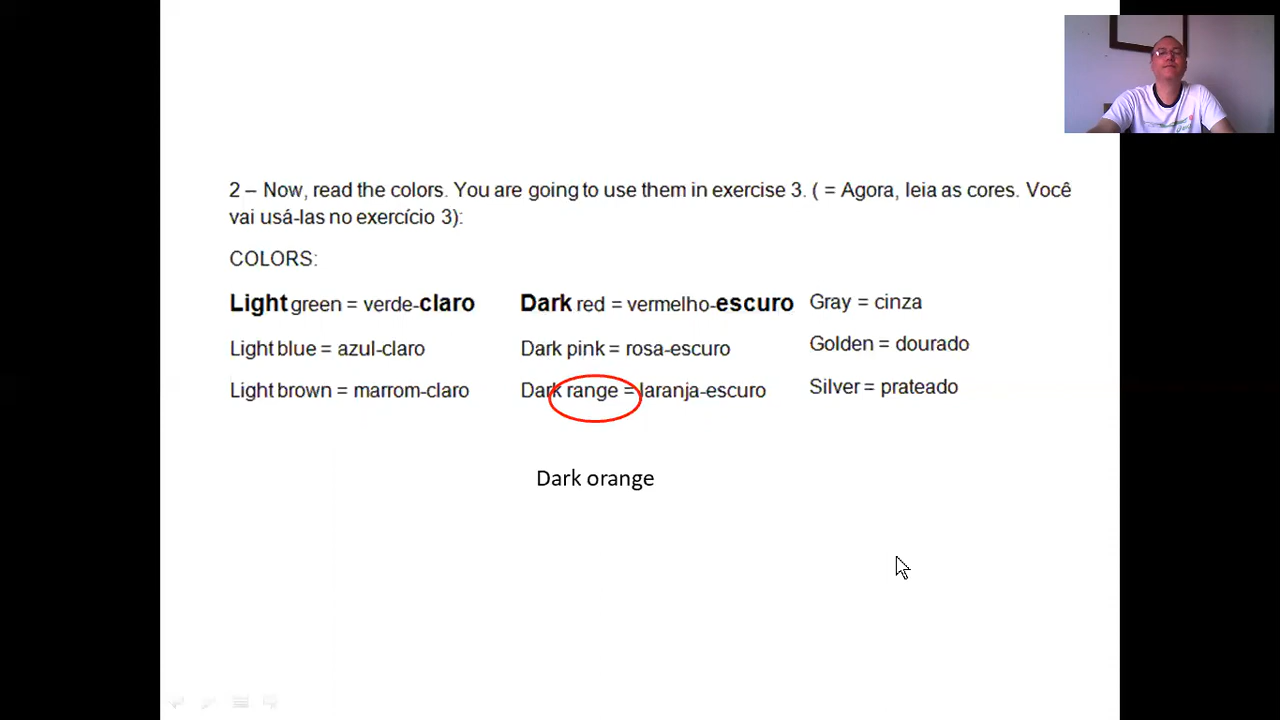 2 – Now, read the colors. You are going to use them in exercise 3. ( = Agora, leia as cores. Você
vai usá-las no exercício 3):
COLORS:
Light green = verde-claro
Light blue = azul-claro
Light brown = marrom-claro
Dark red = vermelho-escuro
Dark pink = rosa-escuro
Dark range = laranja-escuro
Gray = cinza
Golden = dourado
Silver = prateado
Dark orange